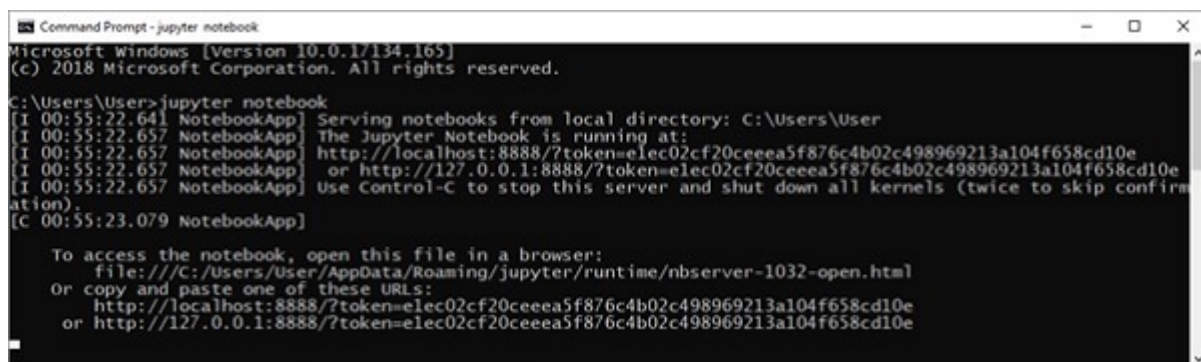 Command Prompt - jupyter notebook
Microsoft Windows [Version 10.0.17134.165]
(c) 2018 Microsoft Corporation. All rights reserved.
C:\Users\User>jupyter notebook
[I 00:55:22.641 NotebookApp] Serving notebooks from local directory: C:\Users\User
[I 00:55:22.657 NotebookApp] The Jupyter Notebook is running at:
[I 00:55:22.657 NotebookApp] http://localhost:8888/?token=e1ec02cf20ceeea5f876c4b02c498969213a104f658cd10e
[I 00:55:22.657 NotebookApp]  or http://127.0.0.1:8888/?token=e1ec02cf20ceeea5f876c4b02c498969213a104f658cd10e
[I 00:55:22.657 NotebookApp] Use Control-C to stop this server and shut down all kernels (twice to skip confirm
ation).
[C 00:55:23.079 NotebookApp]
To access the notebook, open this file in a browser:
file:///C:/Users/User/AppData/Roaming/jupyter/runtime/nbserver-1032-open.html
Or copy and paste one of these URLs:
http://localhost:8888/?token=e1ec02cf20ceeea5f876c4b02c498969213a104f658cd10e
or http://127.0.0.1:8888/?token=e1ec02cf20ceeea5f876c4b02c498969213a104f658cd10e